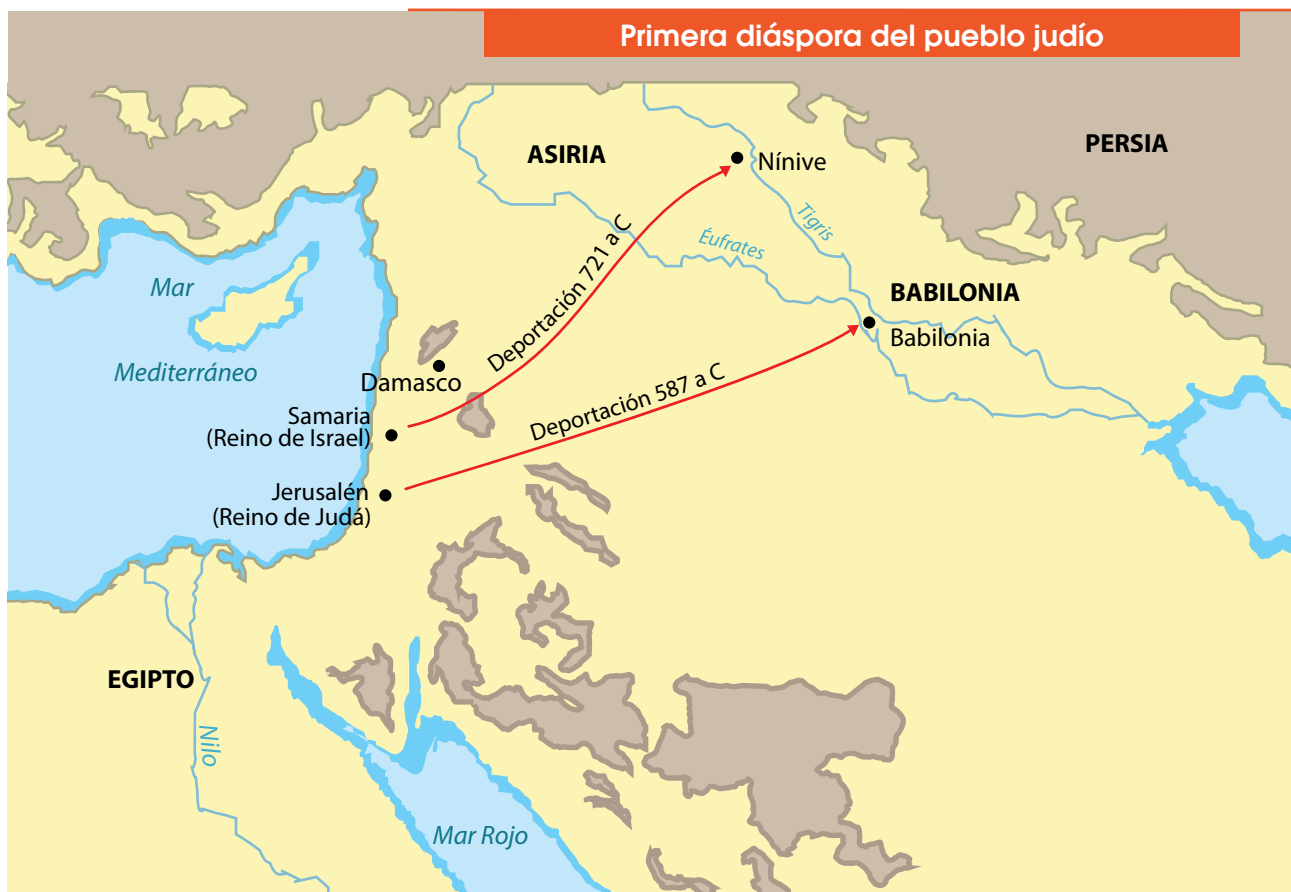 Primera diáspora del pueblo judío
PERSIA
ASIRIA
Nínive
Tigris
Éufrates
Deportación 721 a C
Mar
Mediterráneo
BABILONIA
Babilonia
Damasco
Deportación 587 a C
Samaria
(Reino de Israel)
Jerusalén
(Reino de Judá)
EGIPTO
Nilo
Mar Rojo